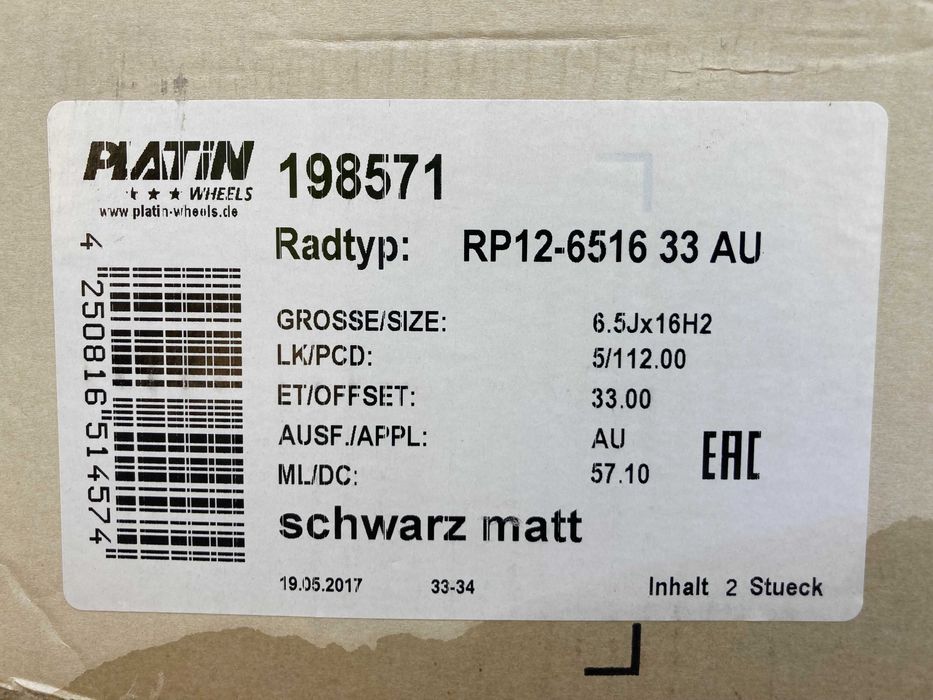 PLATiN
WHEELS
www.platin-wheels.de
198571
Radtyp: RP12-6516 33 AU
4 250816 514574
GROSSE/SIZE: 6.5Jx16H2
LK/PCD: 5/112.00
ET/OFFSET: 33.00
AUSF./APPL: AU
ML/DC: 57.10
EAC
schwarz matt
19.05.2017 33-34 Inhalt 2 Stueck